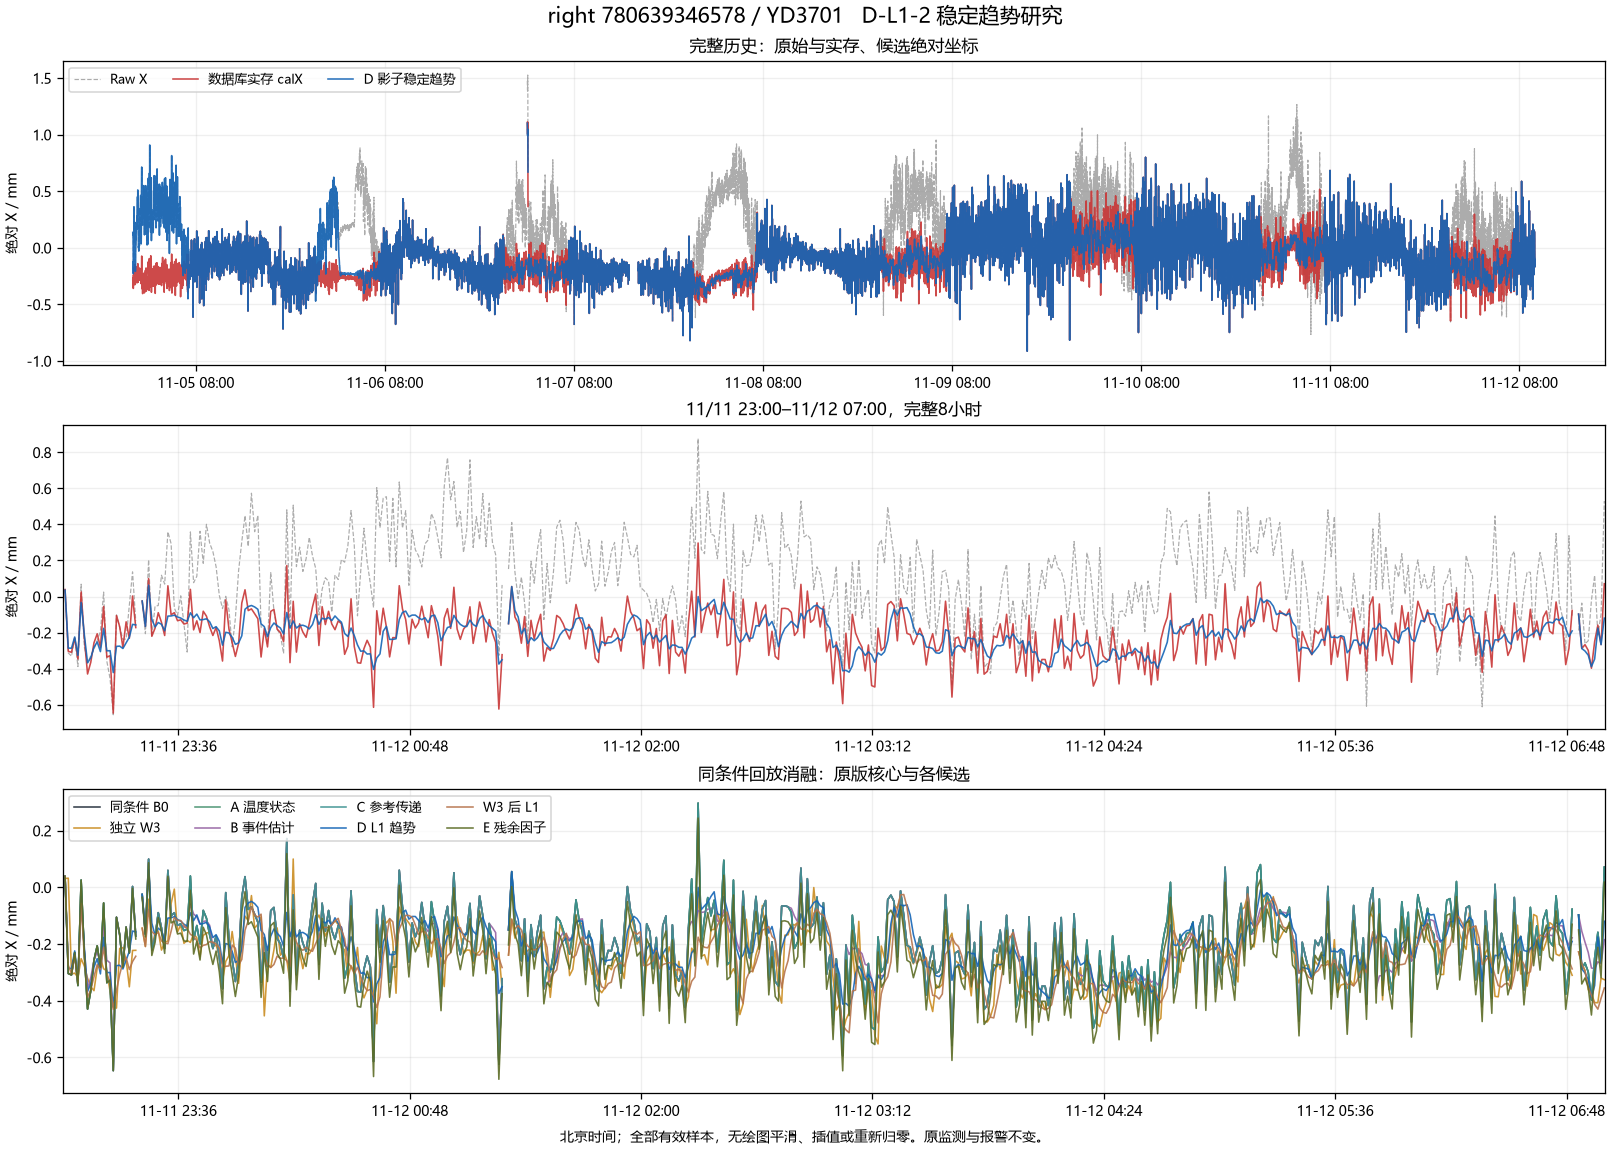 right 780639346578 / YD3701 D-L1-2 稳定趋势研究
完整历史：原始与实存、候选绝对坐标
Raw X 数据库实存 calX D 影子稳定趋势
绝对 X / mm
1.5
1.0
0.5
0.0
-0.5
-1.0
11-05 08:00 11-06 08:00 11-07 08:00 11-08 08:00 11-09 08:00 11-10 08:00 11-11 08:00 11-12 08:00
11/11 23:00–11/12 07:00，完整8小时
绝对 X / mm
0.8
0.6
0.4
0.2
0.0
-0.2
-0.4
-0.6
11-11 23:36 11-12 00:48 11-12 02:00 11-12 03:12 11-12 04:24 11-12 05:36 11-12 06:48
同条件回放消融：原版核心与各候选
同条件 B0 A 温度状态 C 参考传递 W3 后 L1
独立 W3 B 事件估计 D L1 趋势 E 残余因子
绝对 X / mm
0.2
0.0
-0.2
-0.4
-0.6
11-11 23:36 11-12 00:48 11-12 02:00 11-12 03:12 11-12 04:24 11-12 05:36 11-12 06:48
北京时间；全部有效样本，无绘图平滑、插值或重新归零。原监测与报警不变。